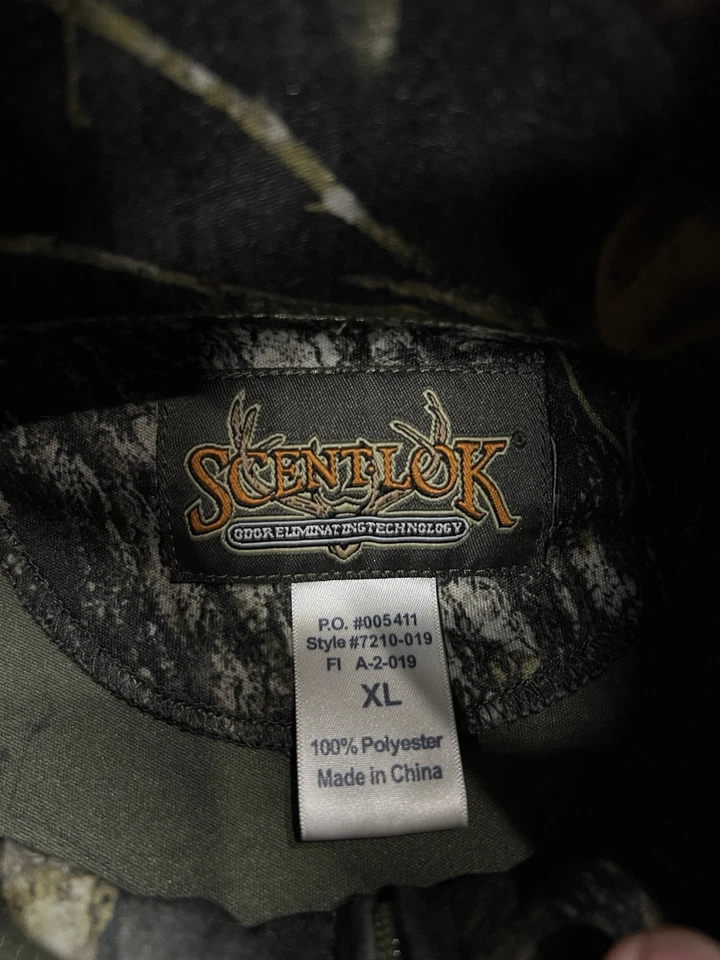 SCENT-LOK®
ODOR ELIMINATING TECHNOLOGY
P.O. #005411
Style #7210-019
FI A-2-019
XL
100% Polyester
Made in China